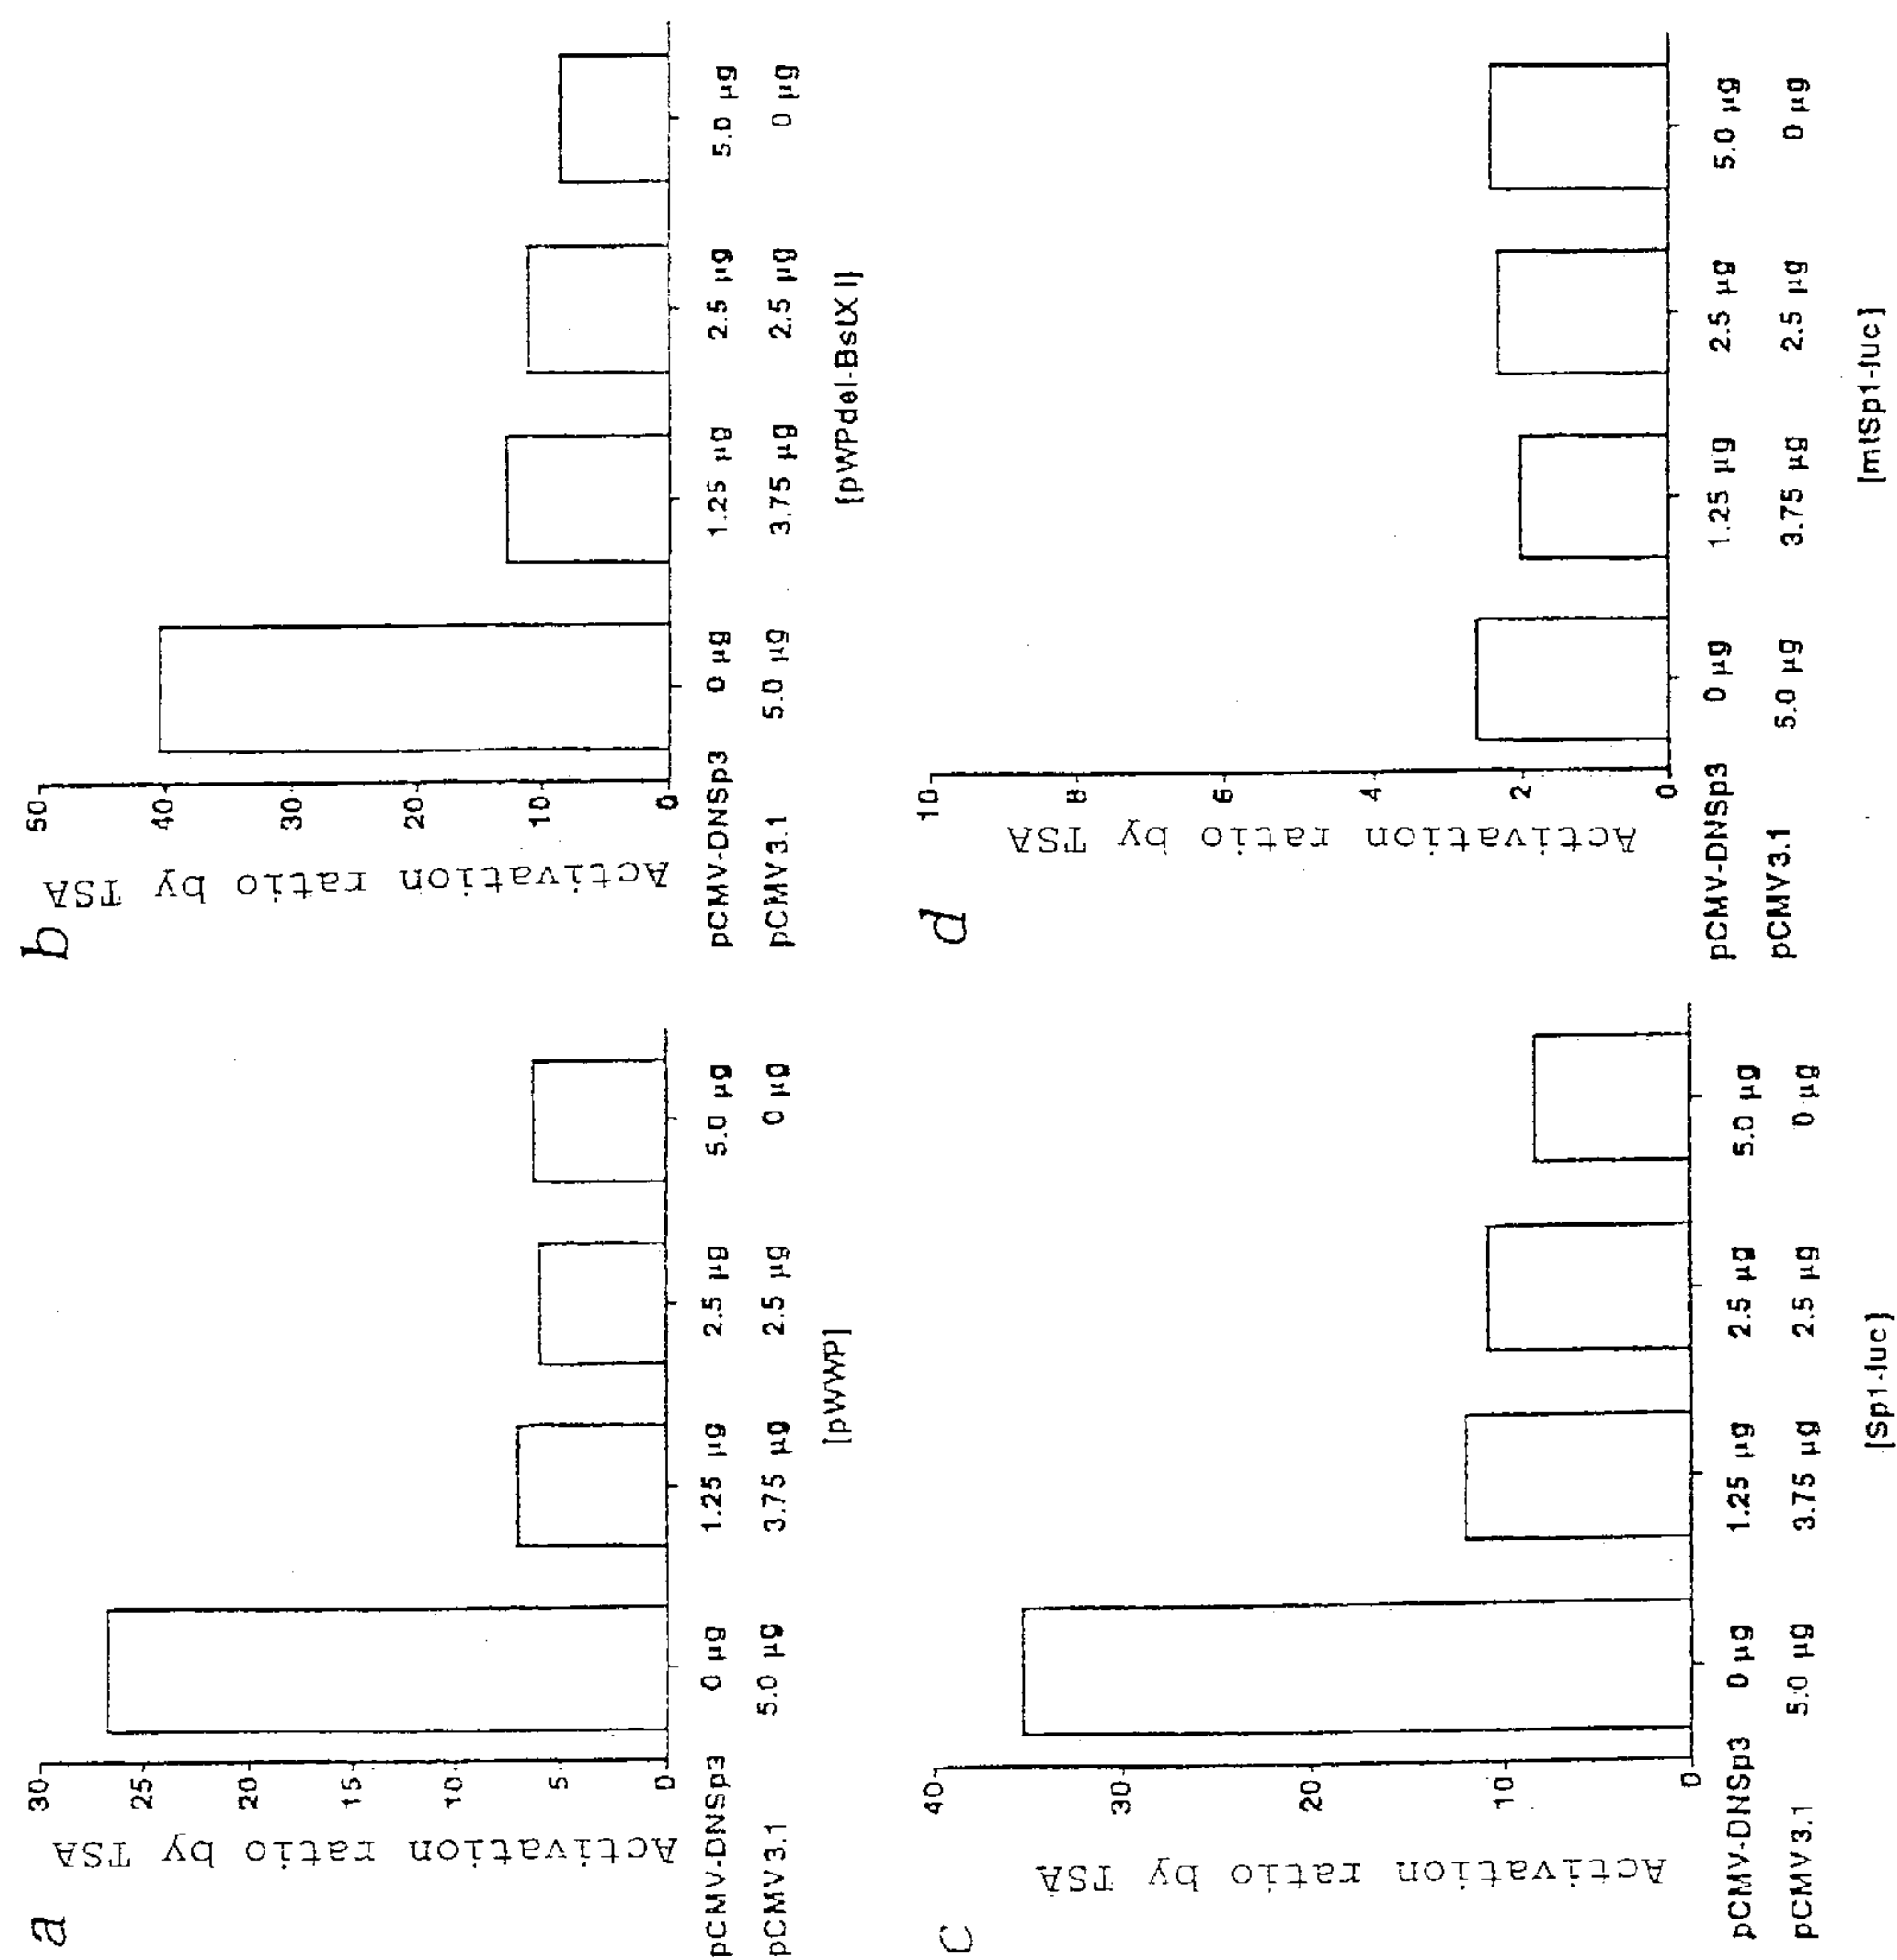 a
Activation ratio by TSA
30
25
20
15
10
5
0
pCMV-DNSp3 0 µg 1.25 µg 2.5 µg 5.0 µg
pCMV3.1 5.0 µg 3.75 µg 2.5 µg 0 µg
[pWWP]
b
Activation ratio by TSA
50
40
30
20
10
0
pCMV-DNSp3 0 µg 1.25 µg 2.5 µg 5.0 µg
pCMV3.1 5.0 µg 3.75 µg 2.5 µg 0 µg
[pWPdel-BstX I]
c
Activation ratio by TSA
40
30
20
10
0
pCMV-DNSp3 0 µg 1.25 µg 2.5 µg 5.0 µg
pCMV3.1 5.0 µg 3.75 µg 2.5 µg 0 µg
[Sp1-luc]
d
Activation ratio by TSA
10
8
6
4
2
0
pCMV-DNSp3 0 µg 1.25 µg 2.5 µg 5.0 µg
pCMV3.1 5.0 µg 3.75 µg 2.5 µg 0 µg
[mtSp1-luc]